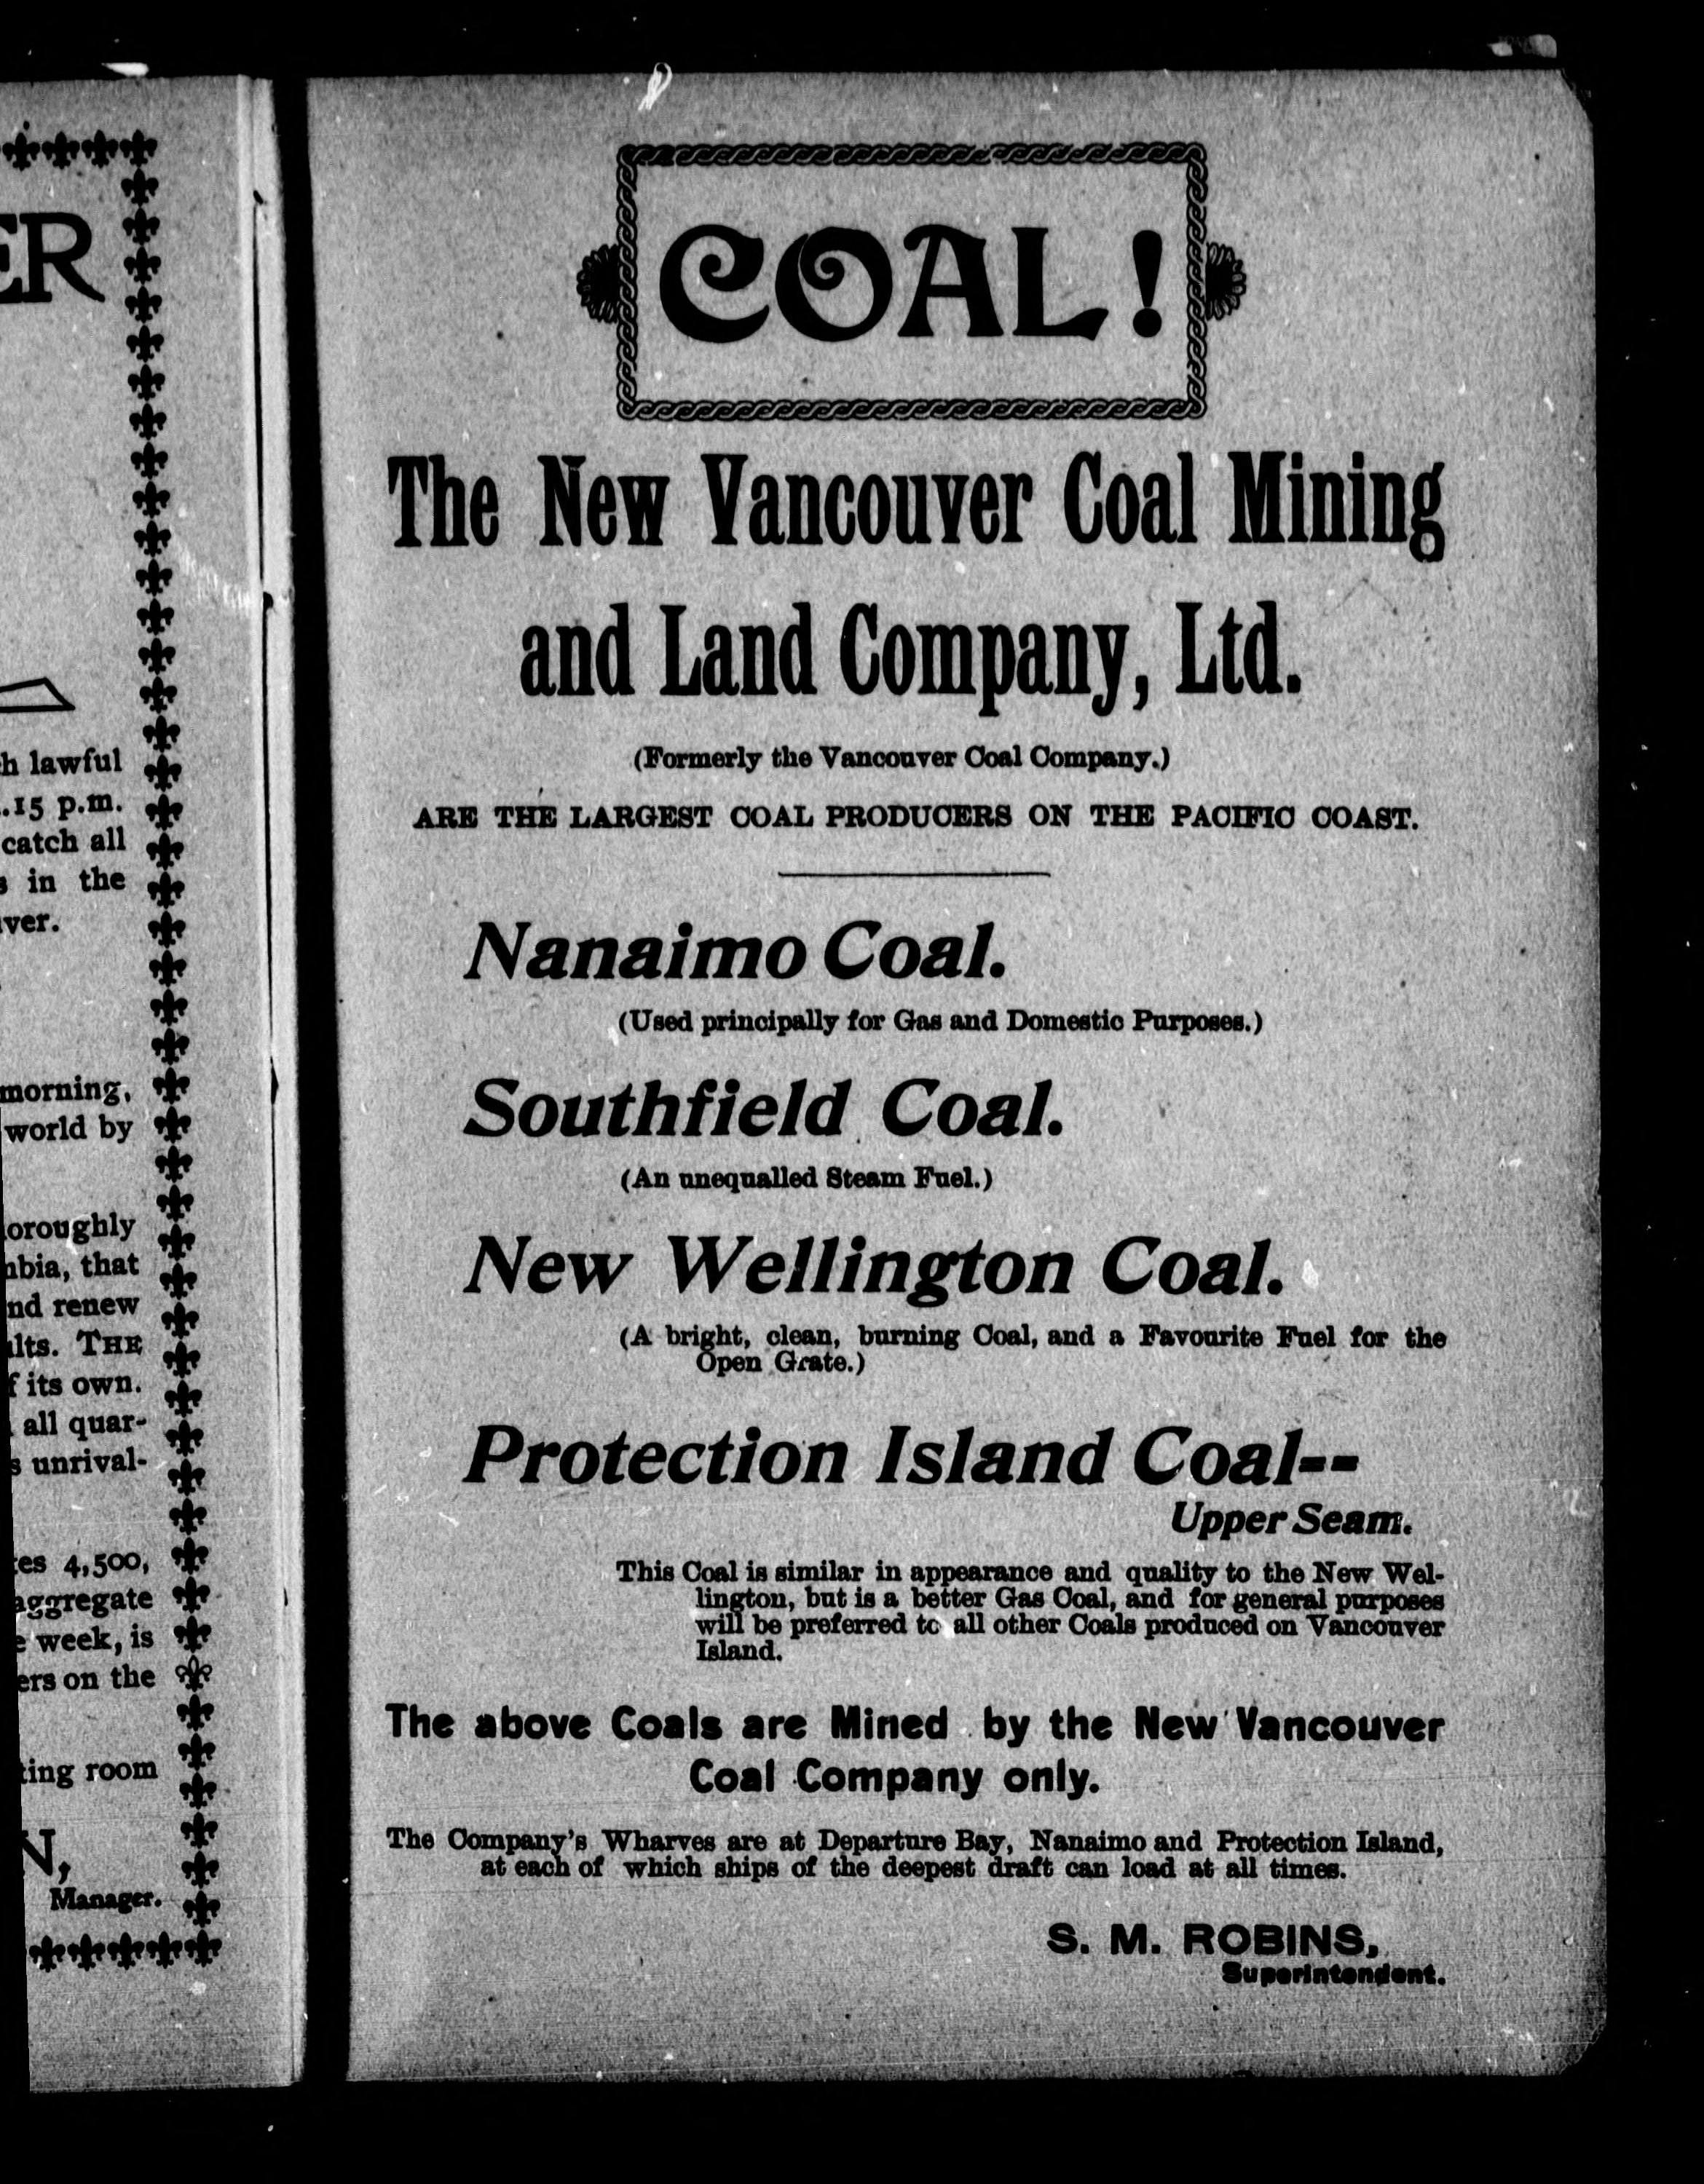 ER
lawful
.15 p.m.
catch all
in the
morning,
world by
that
renew
THE
its own.
all quar-
unrival-
4,500,
aggregate
week, is
on the
room
N,
Manager.
COAL!
The New Vancouver Coal Mining
and Land Company, Ltd.
(Formerly the Vancouver Coal Company.)
ARE THE LARGEST COAL PRODUCERS ON THE PACIFIC COAST.
Nanaimo Coal.
(Used principally for Gas and Domestic Purposes.)
Southfield Coal.
(An unequalled Steam Fuel.)
New Wellington Coal.
(A bright, clean, burning Coal, and a Favourite Fuel for the
Open Grate.)
Protection Island Coal--
Upper Seam.
This Coal is similar in appearance and quality to the New Wel-
lington, but is a better Gas Coal, and for general purposes
will be preferred to all other Coals produced on Vancouver
Island.
The above Coals are Mined by the New Vancouver
Coal Company only.
The Company's Wharves are at Departure Bay, Nanaimo and Protection Island,
at each of which ships of the deepest draft can load at all times.
S. M. ROBINS,
Superintendent.